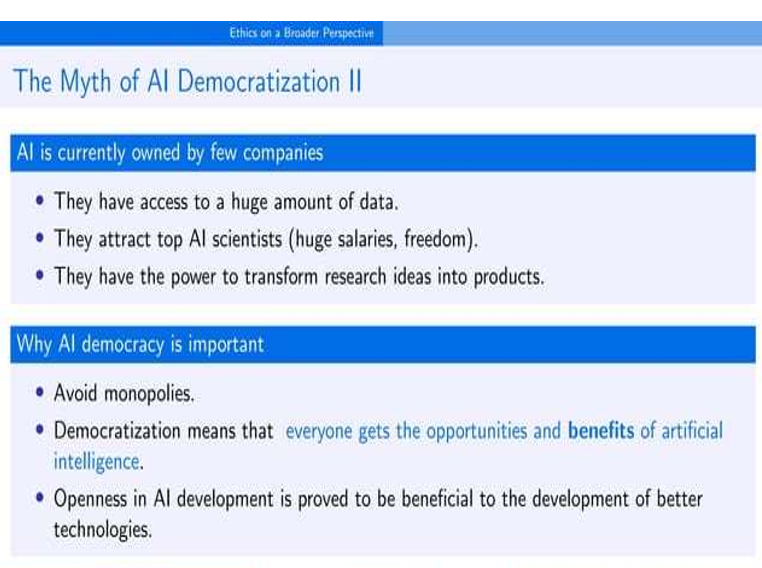 Ethics on a Broader Perspective
The Myth of AI Democratization II
AI is currently owned by few companies
• They have access to a huge amount of data.
• They attract top AI scientists (huge salaries, freedom).
• They have the power to transform research ideas into products.
Why AI democracy is important
• Avoid monopolies.
• Democratization means that everyone gets the opportunities and benefits of artificial
intelligence.
• Openness in AI development is proved to be beneficial to the development of better
technologies.